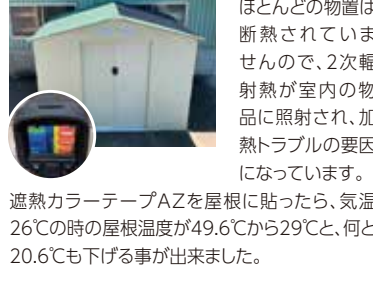 ほとんどの物置は
断熱されていま
せんので、2次輻
射熱が室内の物
品に照射され、加
熱トラブルの要因
になっています。
遮熱カラーテープAZを屋根に貼ったら、気温
26℃の時の屋根温度が49.6℃から29℃と、何と
20.6℃も下げる事が出来ました。